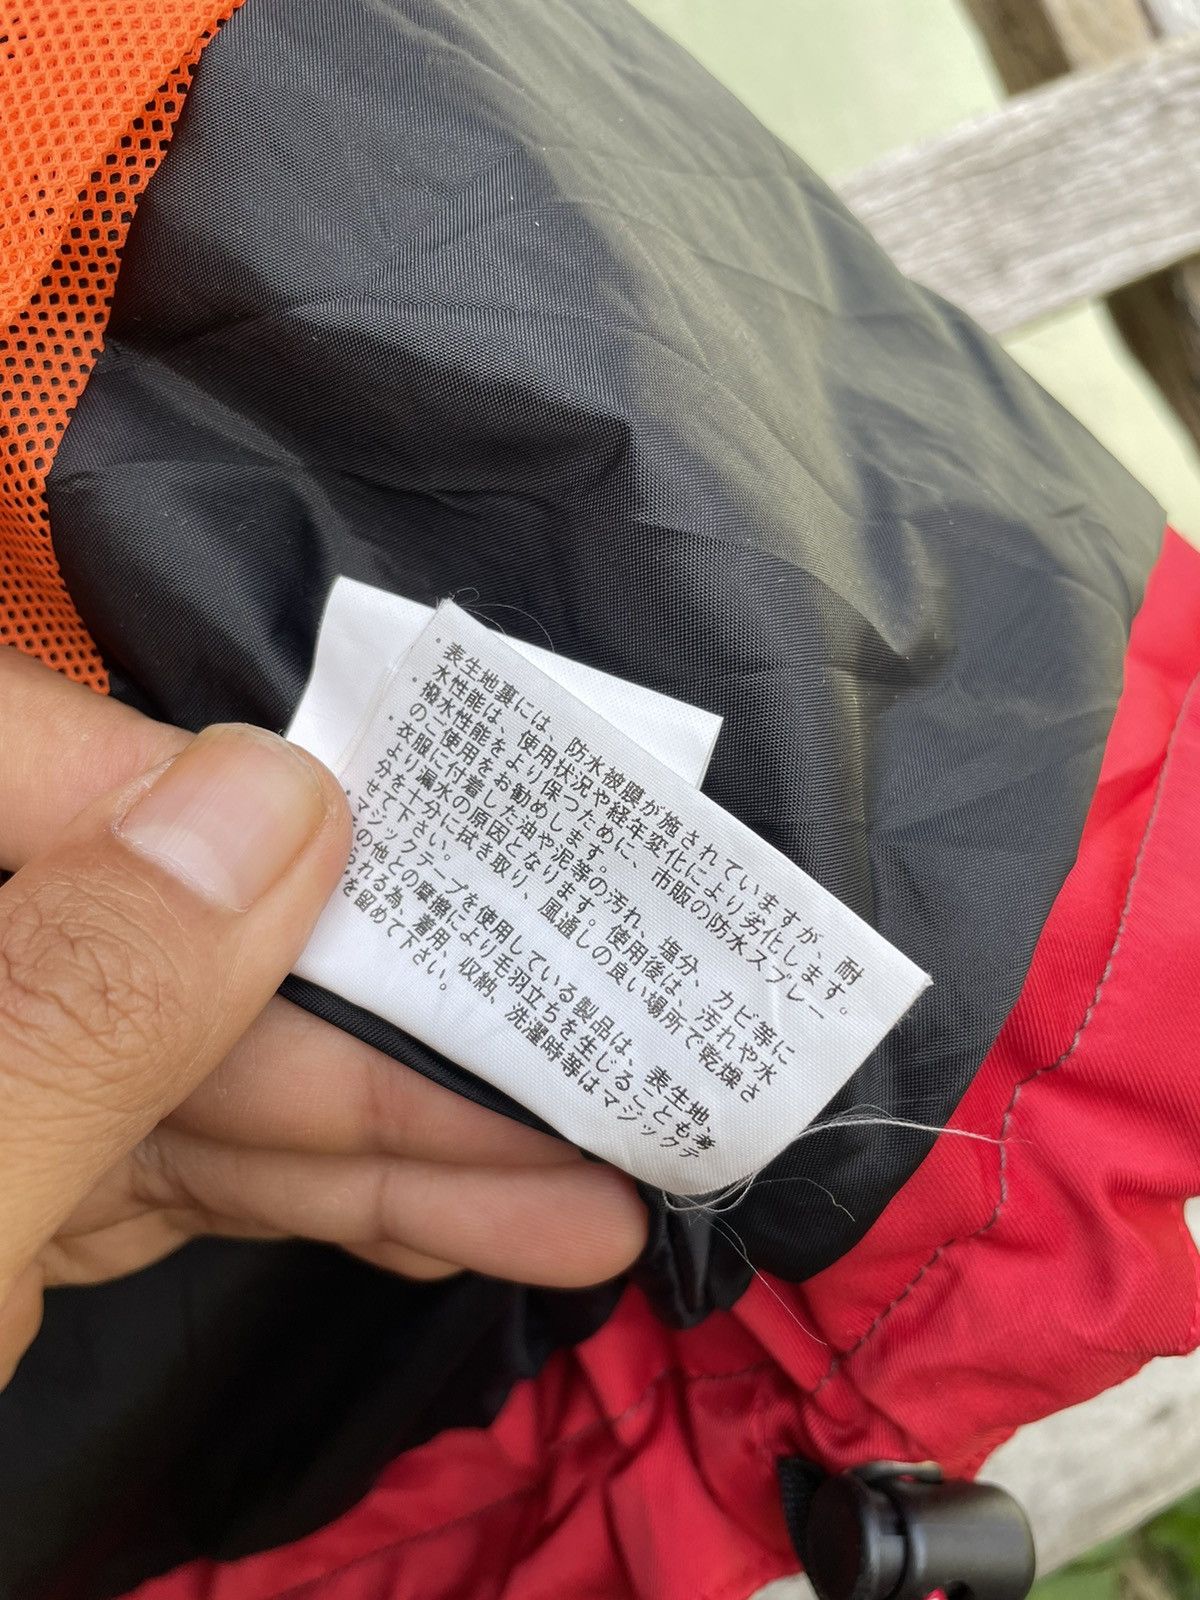 ・表生地裏には、防水被膜が施されていますが、耐
水性能は、使用状況や経年変化により劣化します。
・撥水性能をより保つために、市販の防水スプレー
のご使用をお勧めします。
・衣服に付着した油や泥等の汚れ、塩分、カビ等に
より漏水の原因となります。使用後は、汚れや水
分を十分に拭き取り、風通しの良い場所で乾燥さ
せて下さい。
・マジックテープを使用している製品は、表生地、
の他との摩擦により毛羽立ちを生じることも考
られる為、着用、収納、洗濯時等はマジックテ
を留めて下さい。